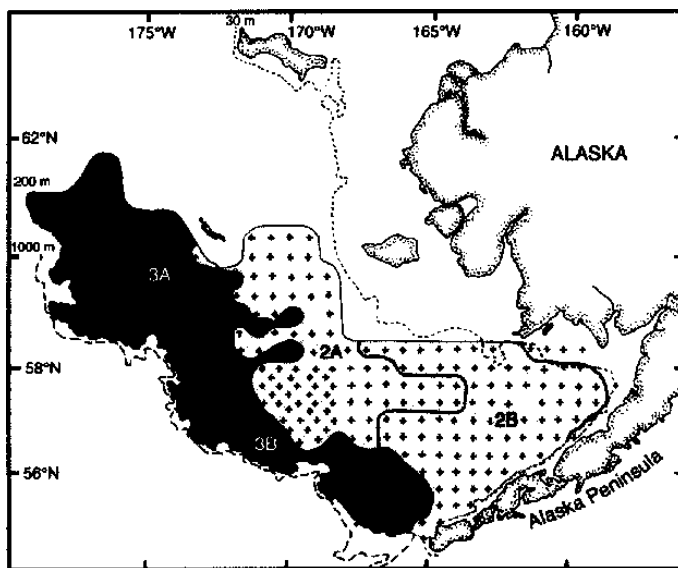 30 m
175°W
170°W
165°W
160°W
62°N
ALASKA
200 m
1000 m
3A
2A
58°N
2B
3B
56°N
Alaska Peninsula